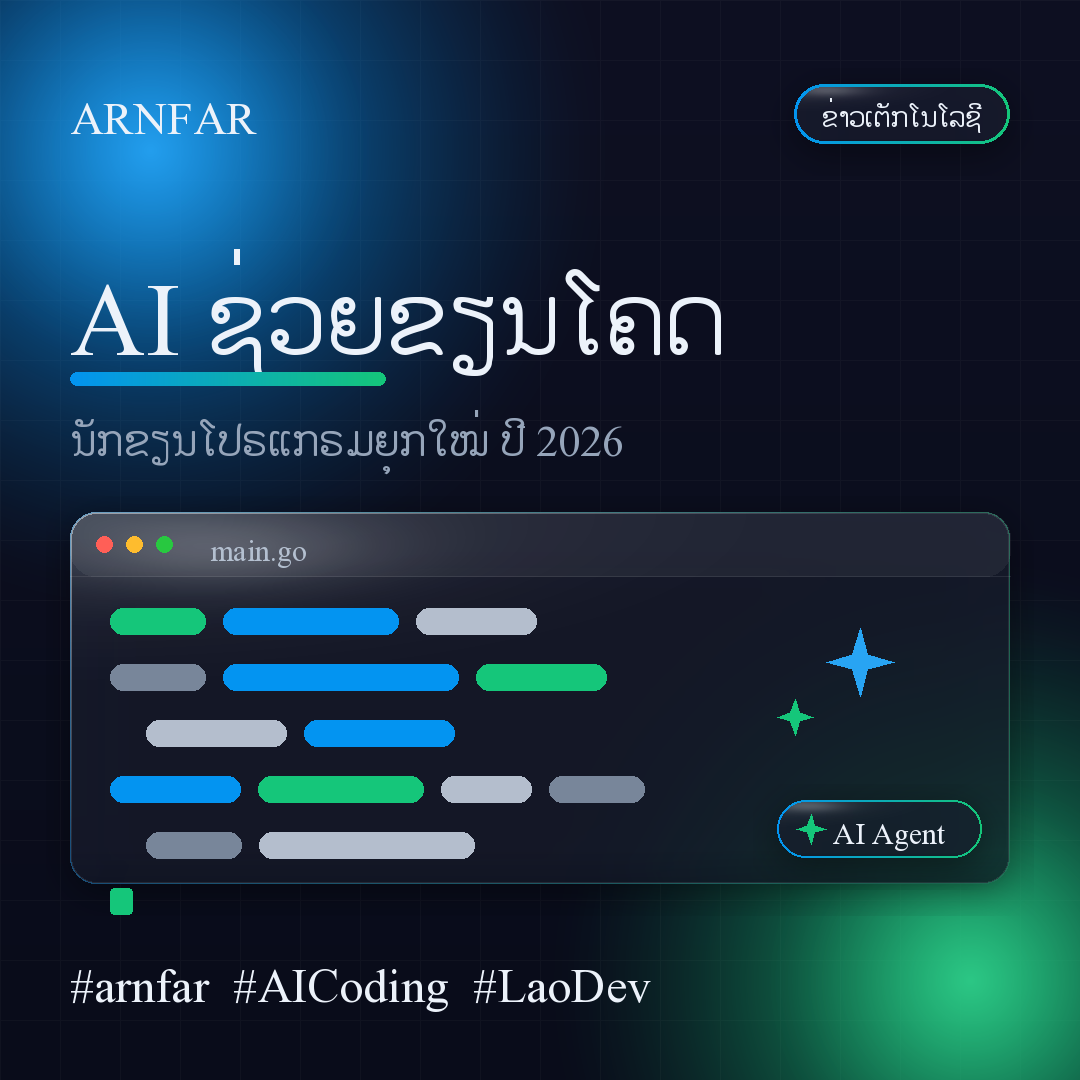 ARNFAR
ຂ່າວເຕັກໂນໂລຊີ
AI ຊ່ວຍຂຽນໂຄດ
ນັກຂຽນໂປຣແກຣມຍຸກໃໝ່ ປີ 2026
main.go
AI Agent
#arnfar #AICoding #LaoDev